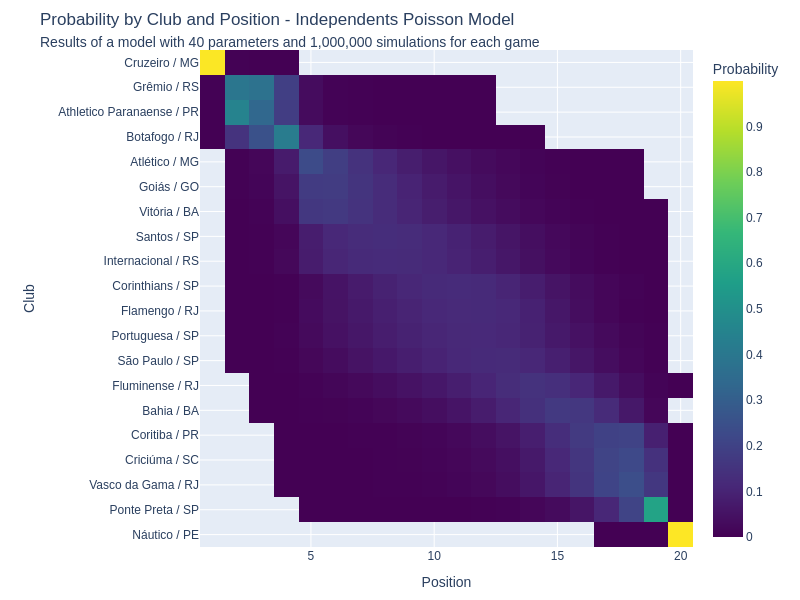 Probability by Club and Position - Independents Poisson Model
Results of a model with 40 parameters and 1,000,000 simulations for each game
Probability
Cruzeiro / MG
Grêmio / RS
Athletico Paranaense / PR
Botafogo / RJ
Atlético / MG
Goiás / GO
Vitória / BA
Santos / SP
Internacional / RS
Corinthians / SP
Flamengo / RJ
Portuguesa / SP
São Paulo / SP
Fluminense / RJ
Bahia / BA
Coritiba / PR
Criciúma / SC
Vasco da Gama / RJ
Ponte Preta / SP
Náutico / PE
Club
5
10
15
20
Position
0.9
0.8
0.7
0.6
0.5
0.4
0.3
0.2
0.1
0